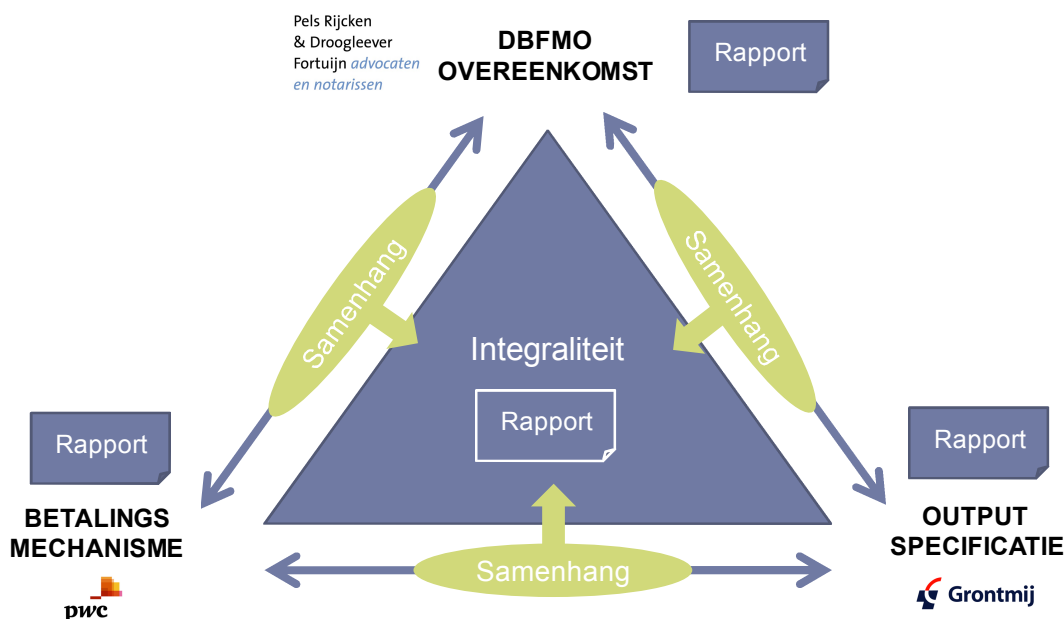 Pels Rijcken
& Droogleever
Fortuijn advocaten
en notarissen
DBFMO
OVEREENKOMST
Rapport
Samenhang
Samenhang
Integraliteit
Rapport
Rapport
BETALINGS
MECHANISME
pwc
Samenhang
Rapport
OUTPUT
SPECIFICATIE
Grontmij